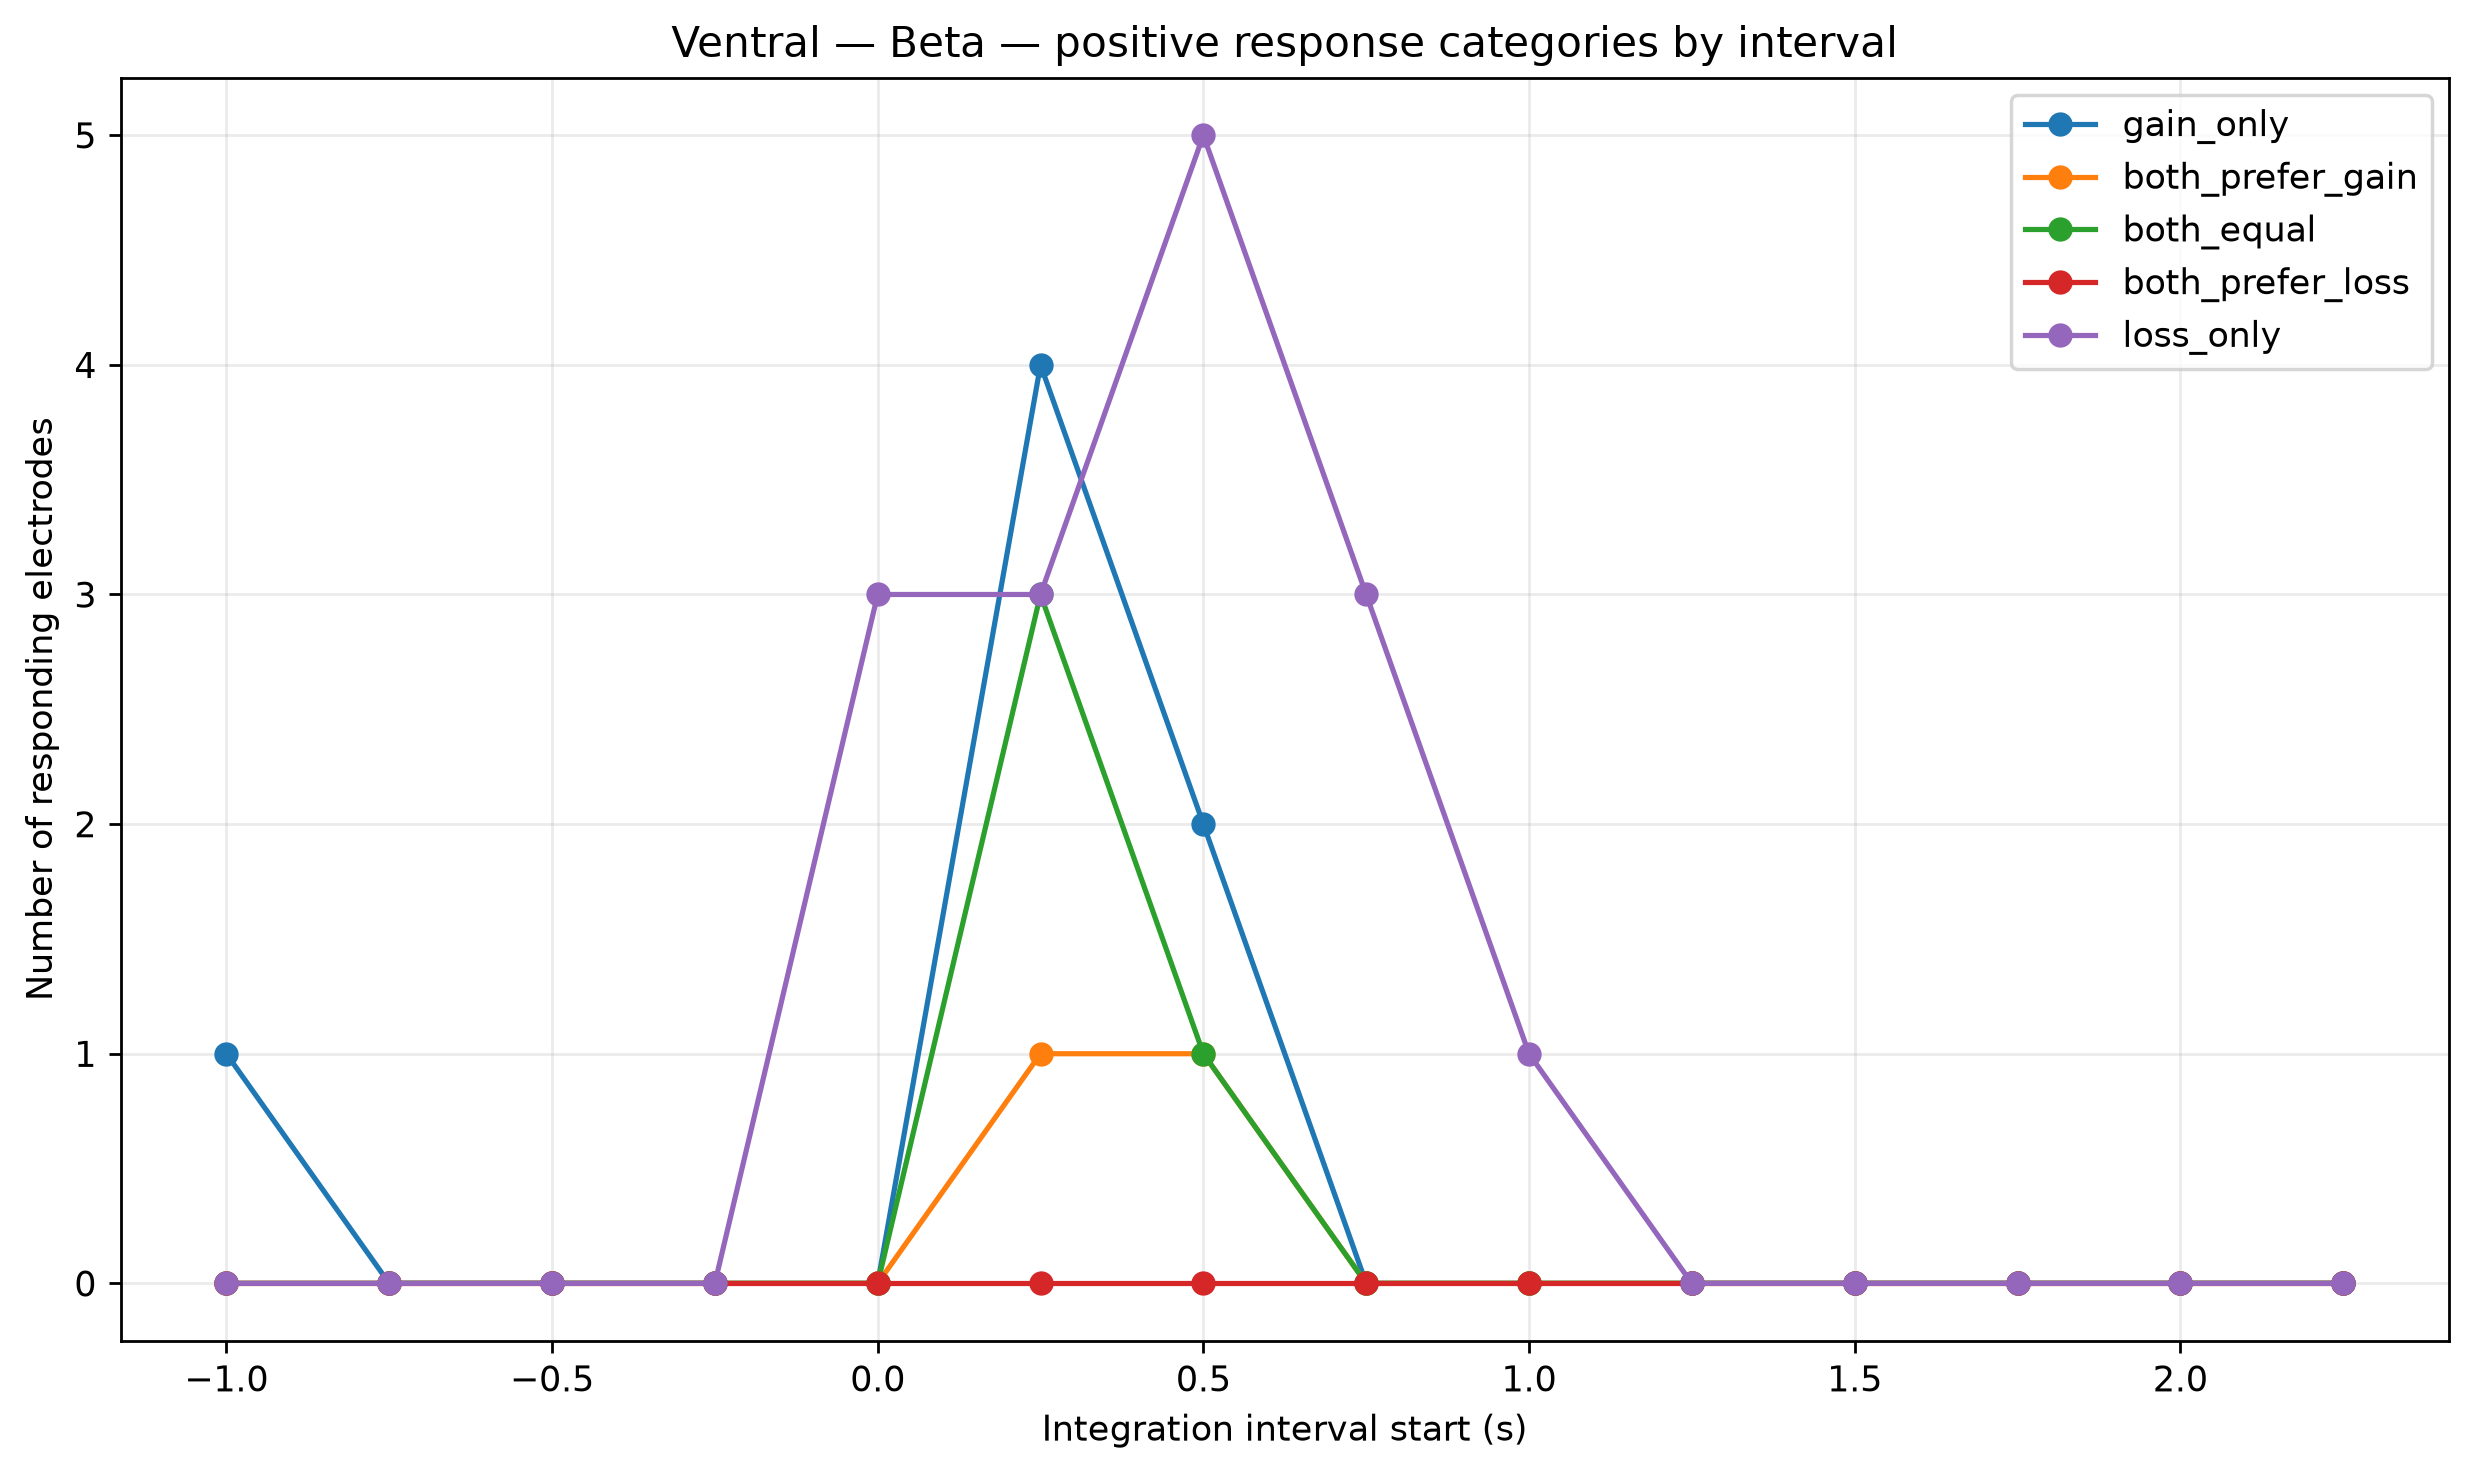 Ventral — Beta — positive response categories by interval
gain_only
both_prefer_gain
both_equal
both_prefer_loss
loss_only
Number of responding electrodes
5
4
3
2
1
0
−1.0 −0.5 0.0 0.5 1.0 1.5 2.0
Integration interval start (s)